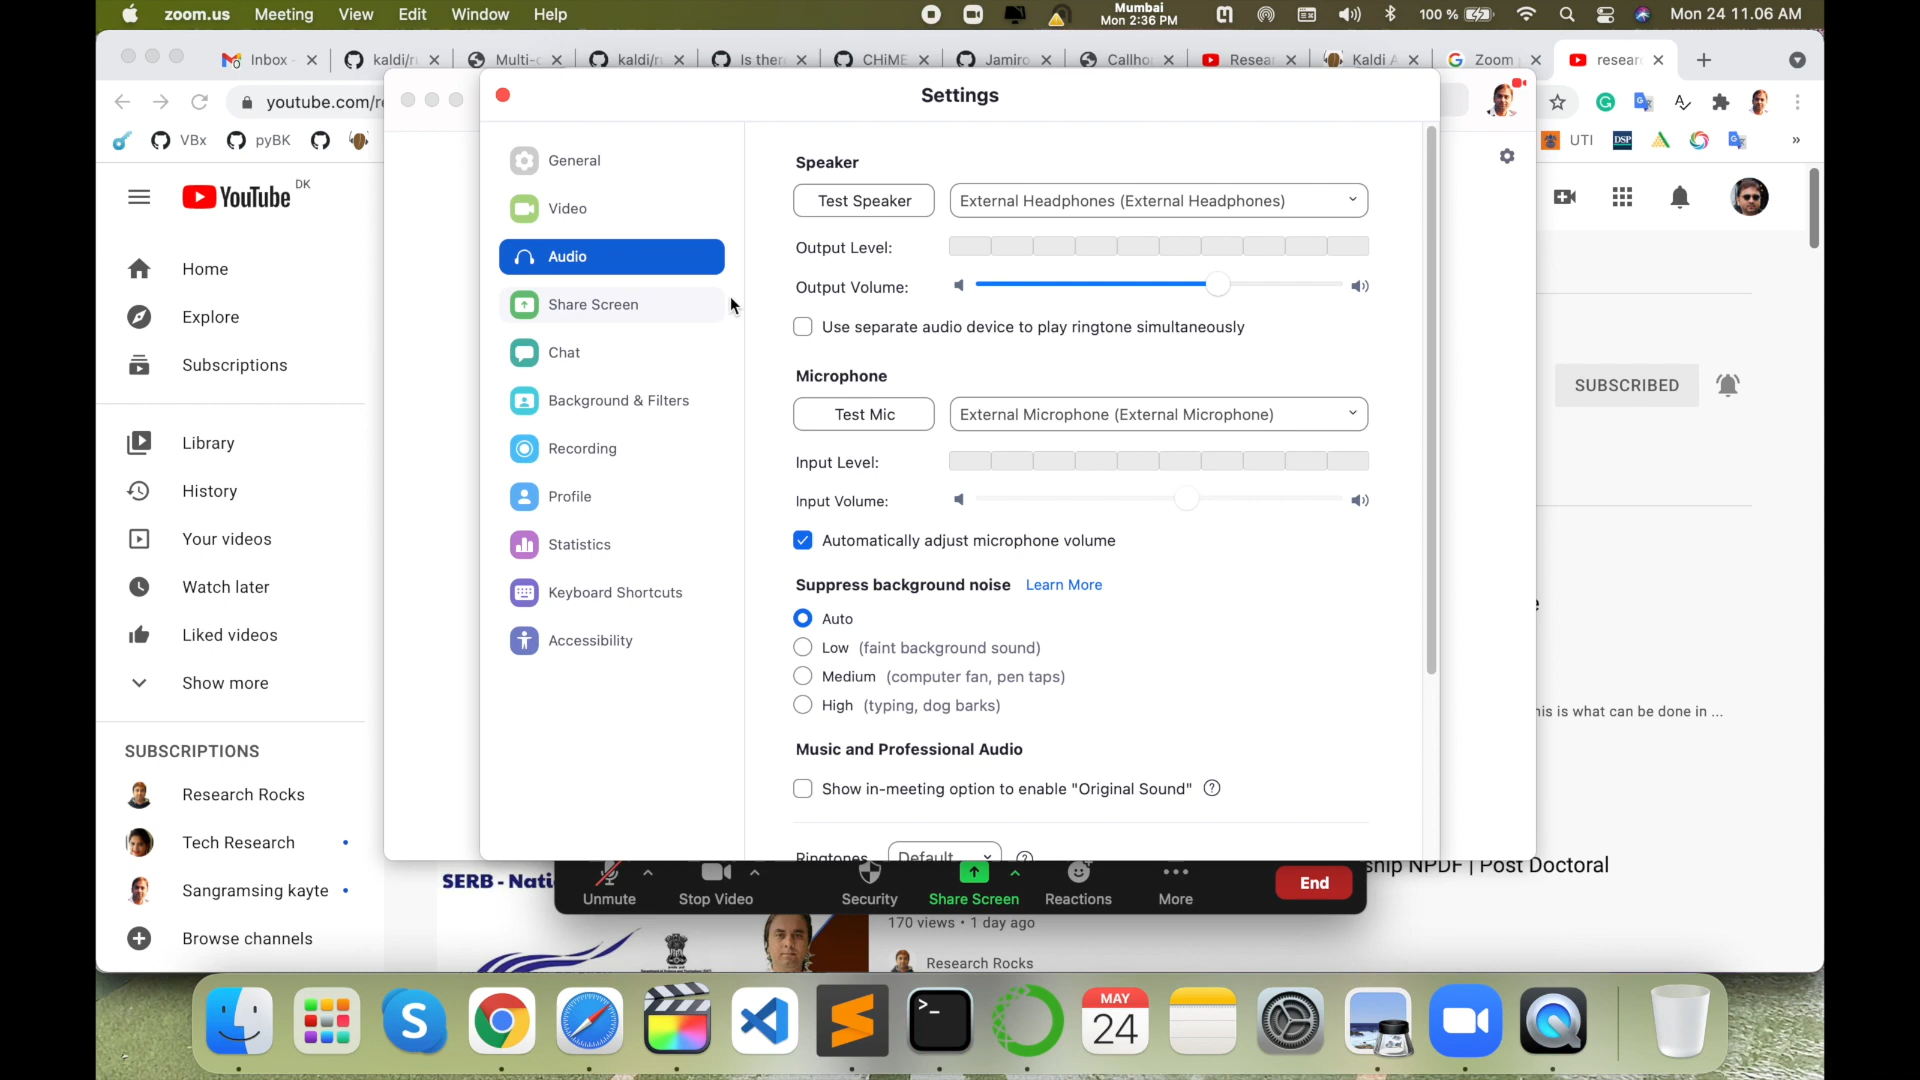 zoom.us Meeting View Edit Window Help
Mumbai
Mon 2:36 PM
100 %
Mon 24 11.06 AM
Inbox
kaldi/r
Multi-
kaldi/r
Is ther
CHiME
Jamiro
Callho
Resear
Kaldi
Zoom
resear
youtube.com/r
Settings
VBx
pyBK
UTI
DSP
YouTube DK
Home
Explore
Subscriptions
Library
History
Your videos
Watch later
Liked videos
Show more
SUBSCRIPTIONS
Research Rocks
Tech Research
Sangramsing kayte
Browse channels
General
Video
Audio
Share Screen
Chat
Background & Filters
Recording
Profile
Statistics
Keyboard Shortcuts
Accessibility
Speaker
Test Speaker
External Headphones (External Headphones)
Output Level:
Output Volume:
Use separate audio device to play ringtone simultaneously
Microphone
Test Mic
External Microphone (External Microphone)
Input Level:
Input Volume:
Automatically adjust microphone volume
Suppress background noise Learn More
Auto
Low (faint background sound)
Medium (computer fan, pen taps)
High (typing, dog barks)
Music and Professional Audio
Show in-meeting option to enable "Original Sound"
Ringtones Default
SUBSCRIBED
his is what can be done in ...
ship NPDF | Post Doctoral
SERB - Nati
Unmute
Stop Video
Security
Share Screen
Reactions
More
End
170 views • 1 day ago
Research Rocks
MAY
24